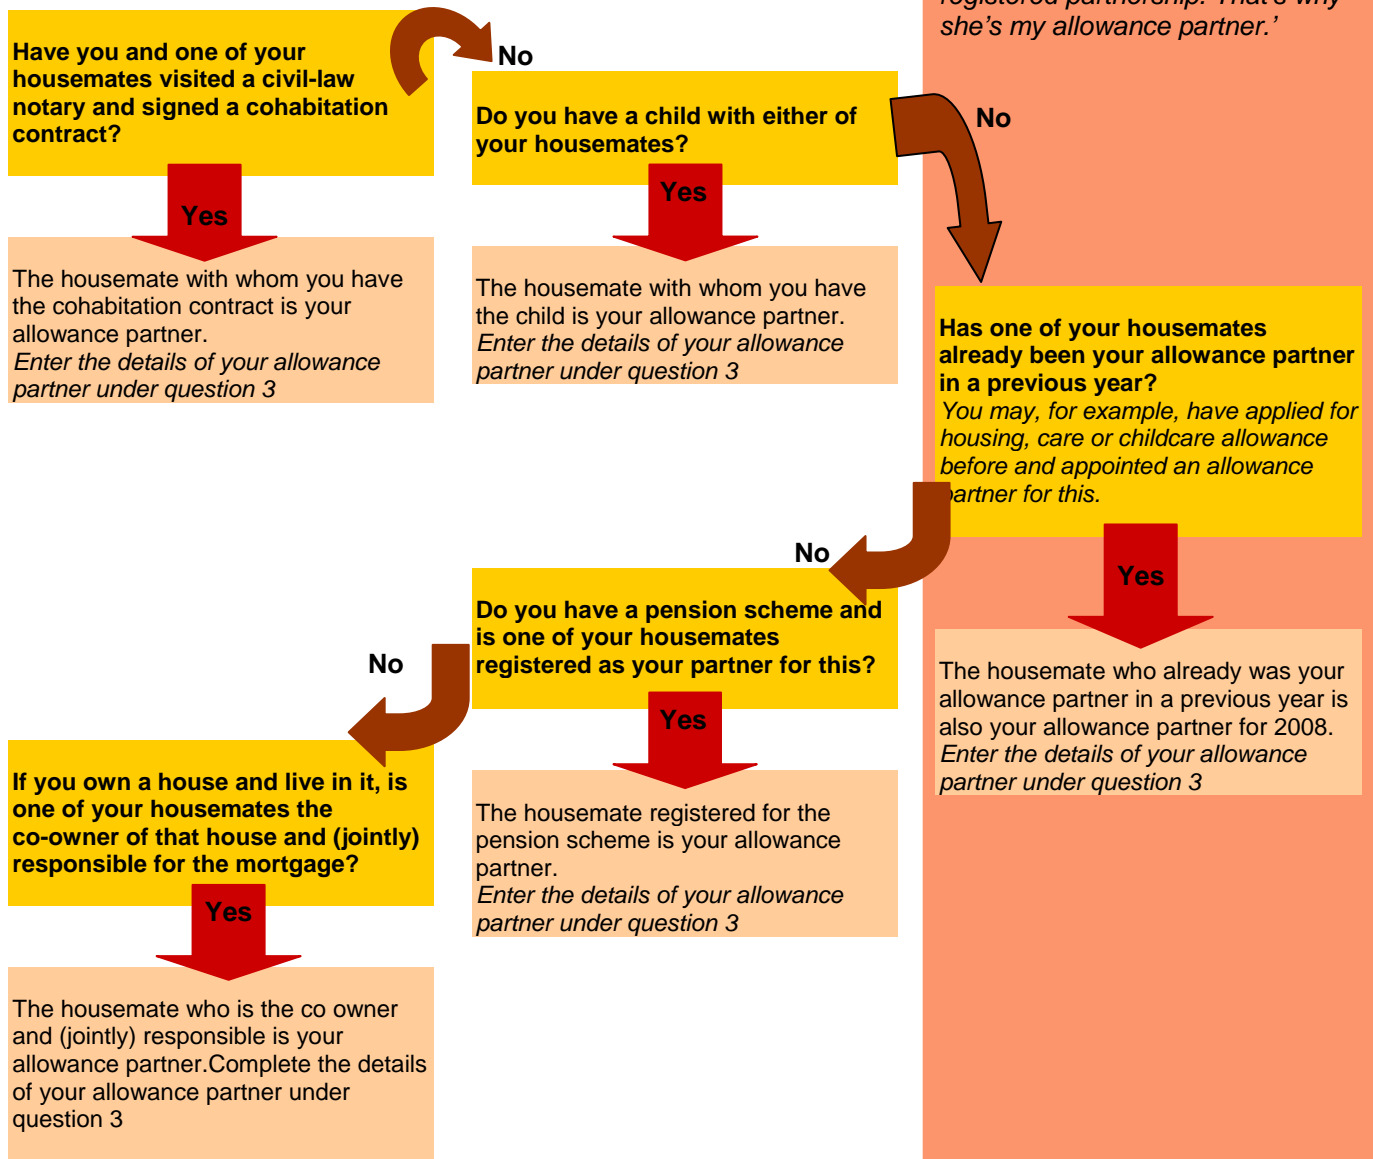 registered partnership. That's why
she's my allowance partner.'
Have you and one of your
housemates visited a civil-law
notary and signed a cohabitation
contract?
No
Do you have a child with either of
your housemates?
No
Yes
The housemate with whom you have
the cohabitation contract is your
allowance partner.
Enter the details of your allowance
partner under question 3
Yes
The housemate with whom you have
the child is your allowance partner.
Enter the details of your allowance
partner under question 3
Has one of your housemates
already been your allowance partner
in a previous year?
You may, for example, have applied for
housing, care or childcare allowance
before and appointed an allowance
partner for this.
No
Yes
The housemate who already was your
allowance partner in a previous year is
also your allowance partner for 2008.
Enter the details of your allowance
partner under question 3
Do you have a pension scheme and
is one of your housemates
registered as your partner for this?
No
Yes
The housemate registered for the
pension scheme is your allowance
partner.
Enter the details of your allowance
partner under question 3
If you own a house and live in it, is
one of your housemates the
co-owner of that house and (jointly)
responsible for the mortgage?
Yes
The housemate who is the co owner
and (jointly) responsible is your
allowance partner.Complete the details
of your allowance partner under
question 3